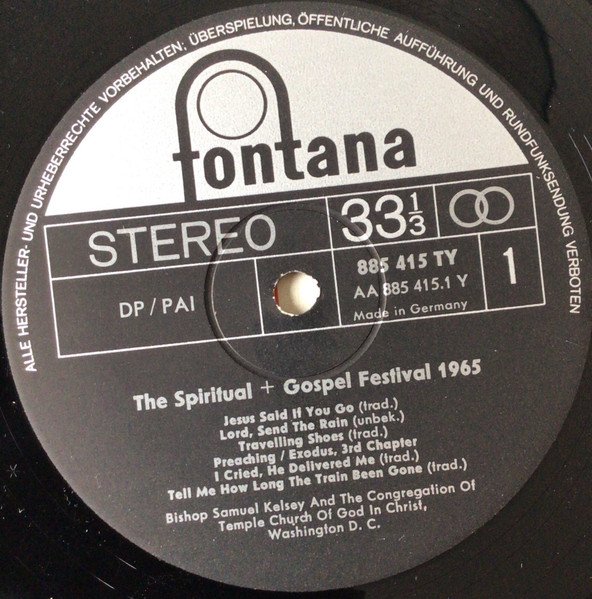 ALLE HERSTELLER- UND URHEBERRECHTE VORBEHALTEN; ÜBERSPIELUNG, ÖFFENTLICHE AUFFÜHRUNG UND RUNDFUNKSENDUNG VERBOTEN
fontana
STEREO
33 1/3
DP / PAI
885 415 TY
AA 885 415.1 Y
Made in Germany
1
The Spiritual + Gospel Festival 1965
Jesus Said If You Go (trad.)
Lord, Send The Rain (unbek.)
Travelling Shoes (trad.)
Preaching / Exodus, 3rd Chapter
I Cried, He Delivered Me (trad.)
Tell Me How Long The Train Been Gone (trad.)
Bishop Samuel Kelsey And The Congregation Of
Temple Church Of God In Christ,
Washington D. C.